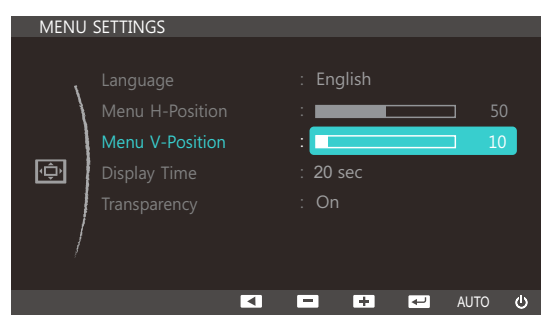 MENU SETTINGS
Language : English
Menu H-Position : 50
Menu V-Position : 10
Display Time : 20 sec
Transparency : On
AUTO